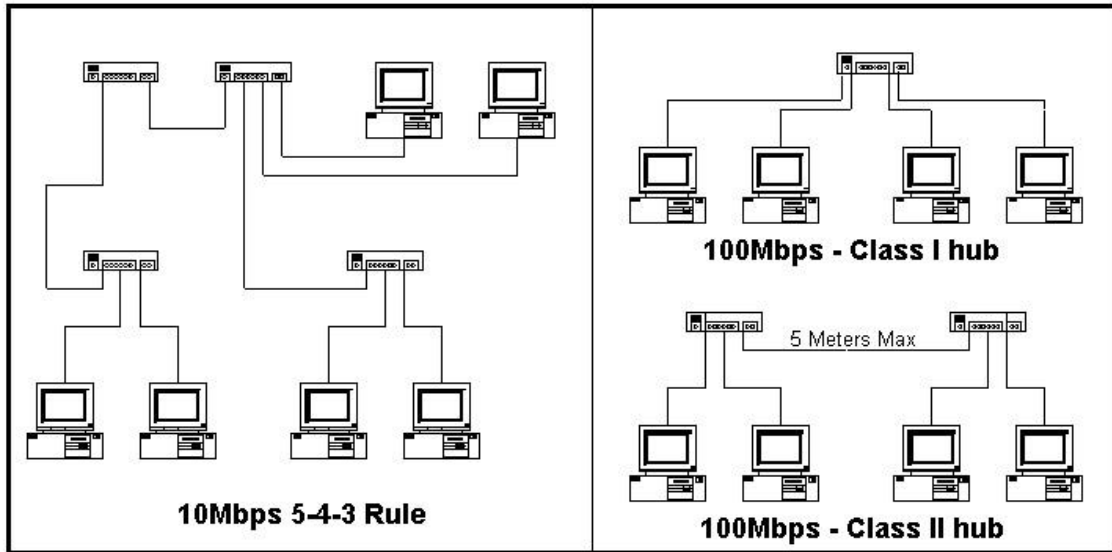 10Mbps 5-4-3 Rule
100Mbps - Class I hub
5 Meters Max
100Mbps - Class II hub